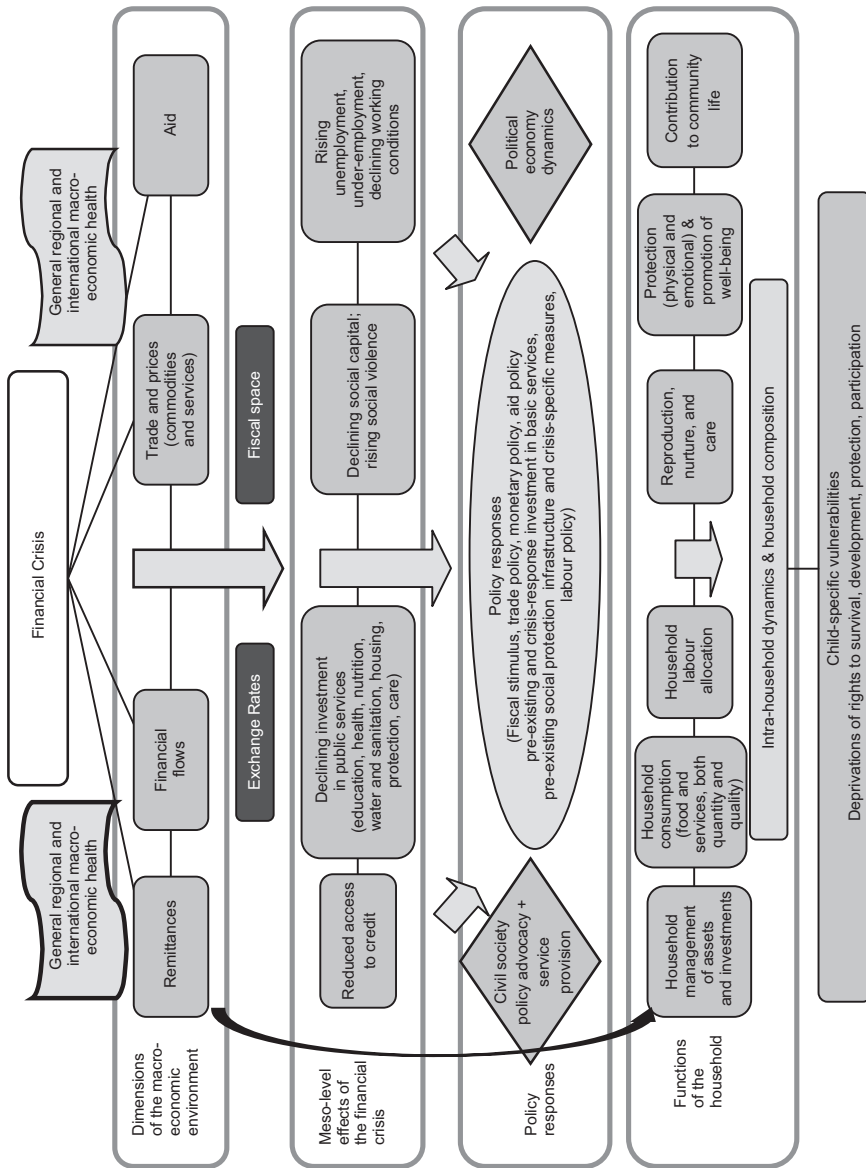 Financial Crisis
General regional and
international macro-
economic health
General regional and
international macro-
economic health
Dimensions
of the macro-
economic
environment
Remittances
Financial
flows
Trade and prices
(commodities
and services)
Aid
Exchange Rates
Fiscal space
Meso-level
effects of
the financial
crisis
Reduced access
to credit
Declining investment
in public services
(education, health, nutrition,
water and sanitation, housing,
protection, care)
Declining social capital;
rising social violence
Rising
unemployment,
under-employment,
declining working
conditions
Policy
responses
Civil society
policy advocacy +
service
provision
Policy responses
(Fiscal stimulus, trade policy, monetary policy, aid policy
pre-existing and crisis-response investment in basic services,
pre-existing social protection infrastructure and crisis-specific measures,
labour policy)
Political
economy
dynamics
Functions
of the
household
Household
management
of assets
and investments
Household
consumption
(food and
services, both
quantity and
quality)
Household
labour
allocation
Reproduction,
nurture, and
care
Protection
(physical and
emotional) &
promotion of
well-being
Contribution
to community
life
Intra-household dynamics & household composition
Child-specific vulnerabilities
Deprivations of rights to survival, development, protection, participation